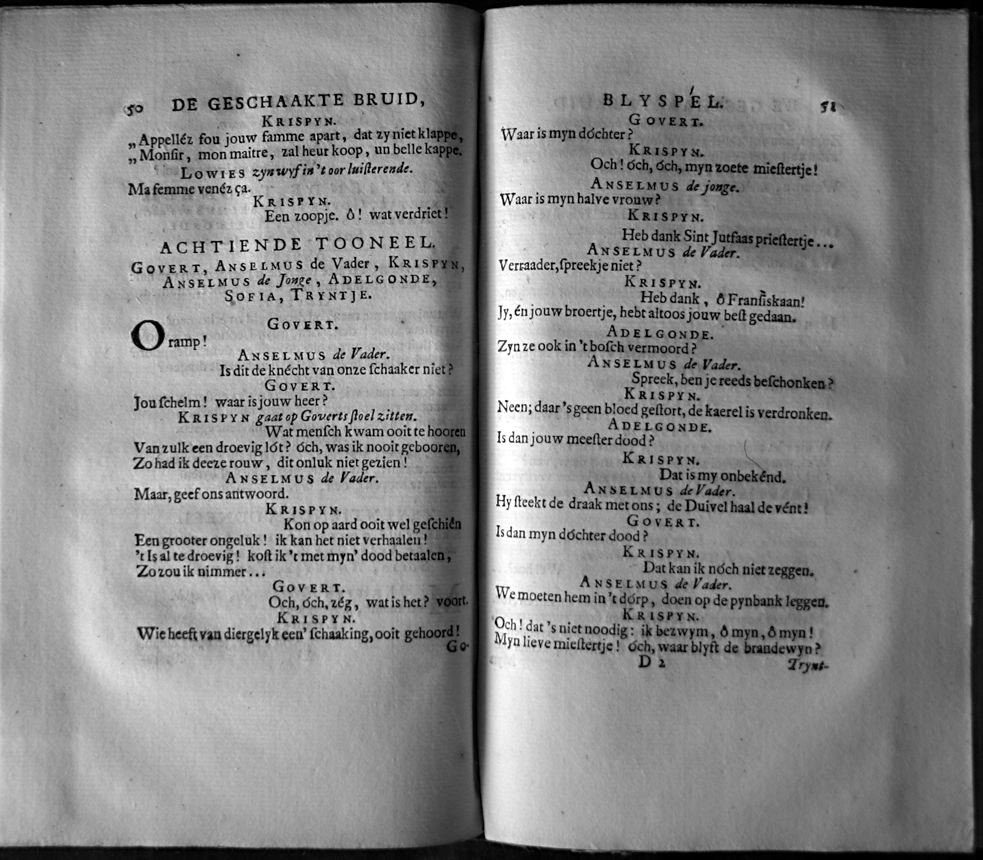 50 DE GESCHAAKTE BRUID,
KRISPYN.
„Appelléz fou jouw famme apart, dat zy niet klappe,
„Monſir, mon maitre, zal heur koop, un belle kappe.
LOWIES zyn wyf in 't oor luiſterende.
Ma femme venéz ça.
KRISPYN.
Een zoopje. ô! wat verdriet!
ACHTIENDE TOONEEL.
GOVERT, ANSELMUS de Vader, KRISPYN,
ANSELMUS de Jonge, ADELGONDE,
SOFIA, TRYNTJE.
GOVERT.
O ramp!
ANSELMUS de Vader.
Is dit de knécht van onze ſchaaker niet?
GOVERT.
Jou ſchelm! waar is jouw heer?
KRISPYN gaat op Goverts ſtoel zitten.
Wat menſch kwam ooit te hooren
Van zulk een droevig lót? óch, was ik nooit gebooren,
Zo had ik deeze rouw, dit onluk niet gezien!
ANSELMUS de Vader.
Maar, geef ons antwoord.
KRISPYN.
Kon op aard ooit wel geſchién
Een grooter ongeluk! ik kan het niet verhaalen!
't Is al te droevig! koſt ik 't met myn' dood betaalen,
Zo zou ik nimmer...
GOVERT.
Och, óch, zég, wat is het? voort.
KRISPYN.
Wie heeft van diergelyk een' ſchaaking, ooit gehoord!
Go-
BLYSPÉL. 51
GOVERT.
Waar is myn dóchter?
KRISPYN.
Och! óch, óch, myn zoete mieſtertje!
ANSELMUS de jonge.
Waar is myn halve vrouw?
KRISPYN.
Heb dank Sint Jutfaas prieſtertje...
ANSELMUS de Vader.
Verraader, ſpreek je niet?
KRISPYN.
Heb dank, ô Franſiskaan!
Jy, én jouw broertje, hebt altoos jouw beſt gedaan.
ADELGONDE.
Zyn ze ook in 't boſch vermoord?
ANSELMUS de Vader.
Spreek, ben je reeds beſchonken?
KRISPYN.
Neen; daar 's geen bloed geſtort, de kaerel is verdronken.
ADELGONDE.
Is dan jouw meeſter dood?
KRISPYN.
Dat is my onbekénd.
ANSELMUS de Vader.
Hy ſteekt de draak met ons; de Duivel haal de vént!
GOVERT.
Is dan myn dóchter dood?
KRISPYN.
Dat kan ik nóch niet zeggen.
ANSELMUS de Vader.
We moeten hem in 't dórp, doen op de pynbank leggen.
KRISPYN.
Och! dat 's niet noodig: ik bezwym, ô myn, ô myn!
Myn lieve mieſtertje! óch, waar blyft de brandewyn?
D 2 Trynt-